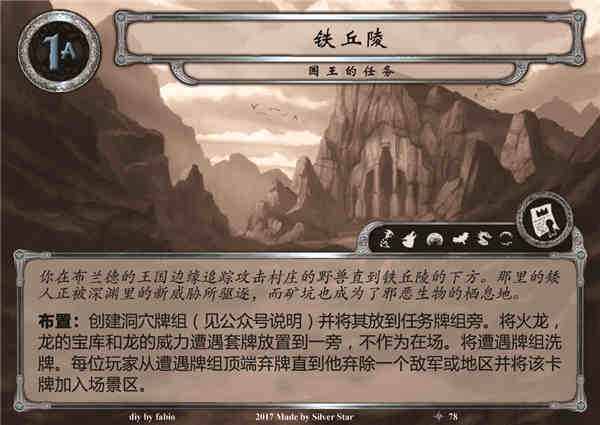 1A
铁丘陵
国王的任务
你在布兰德的王国边缘追踪攻击村庄的野兽直到铁丘陵的下方。那里的矮
人正被深渊里的新威胁所驱逐，而矿坑也成为了邪恶生物的栖息地。
布置：创建洞穴牌组（见公众号说明）并将其放到任务牌组旁。将火龙，
龙的宝库和龙的威力遭遇套牌放置到一旁，不作为在场。将遭遇牌组洗
牌。每位玩家从遭遇牌组顶端弃牌直到他弃除一个敌军或地区并将该卡
牌加入场景区。
diy by fabio 2017 Made by Silver Star 78